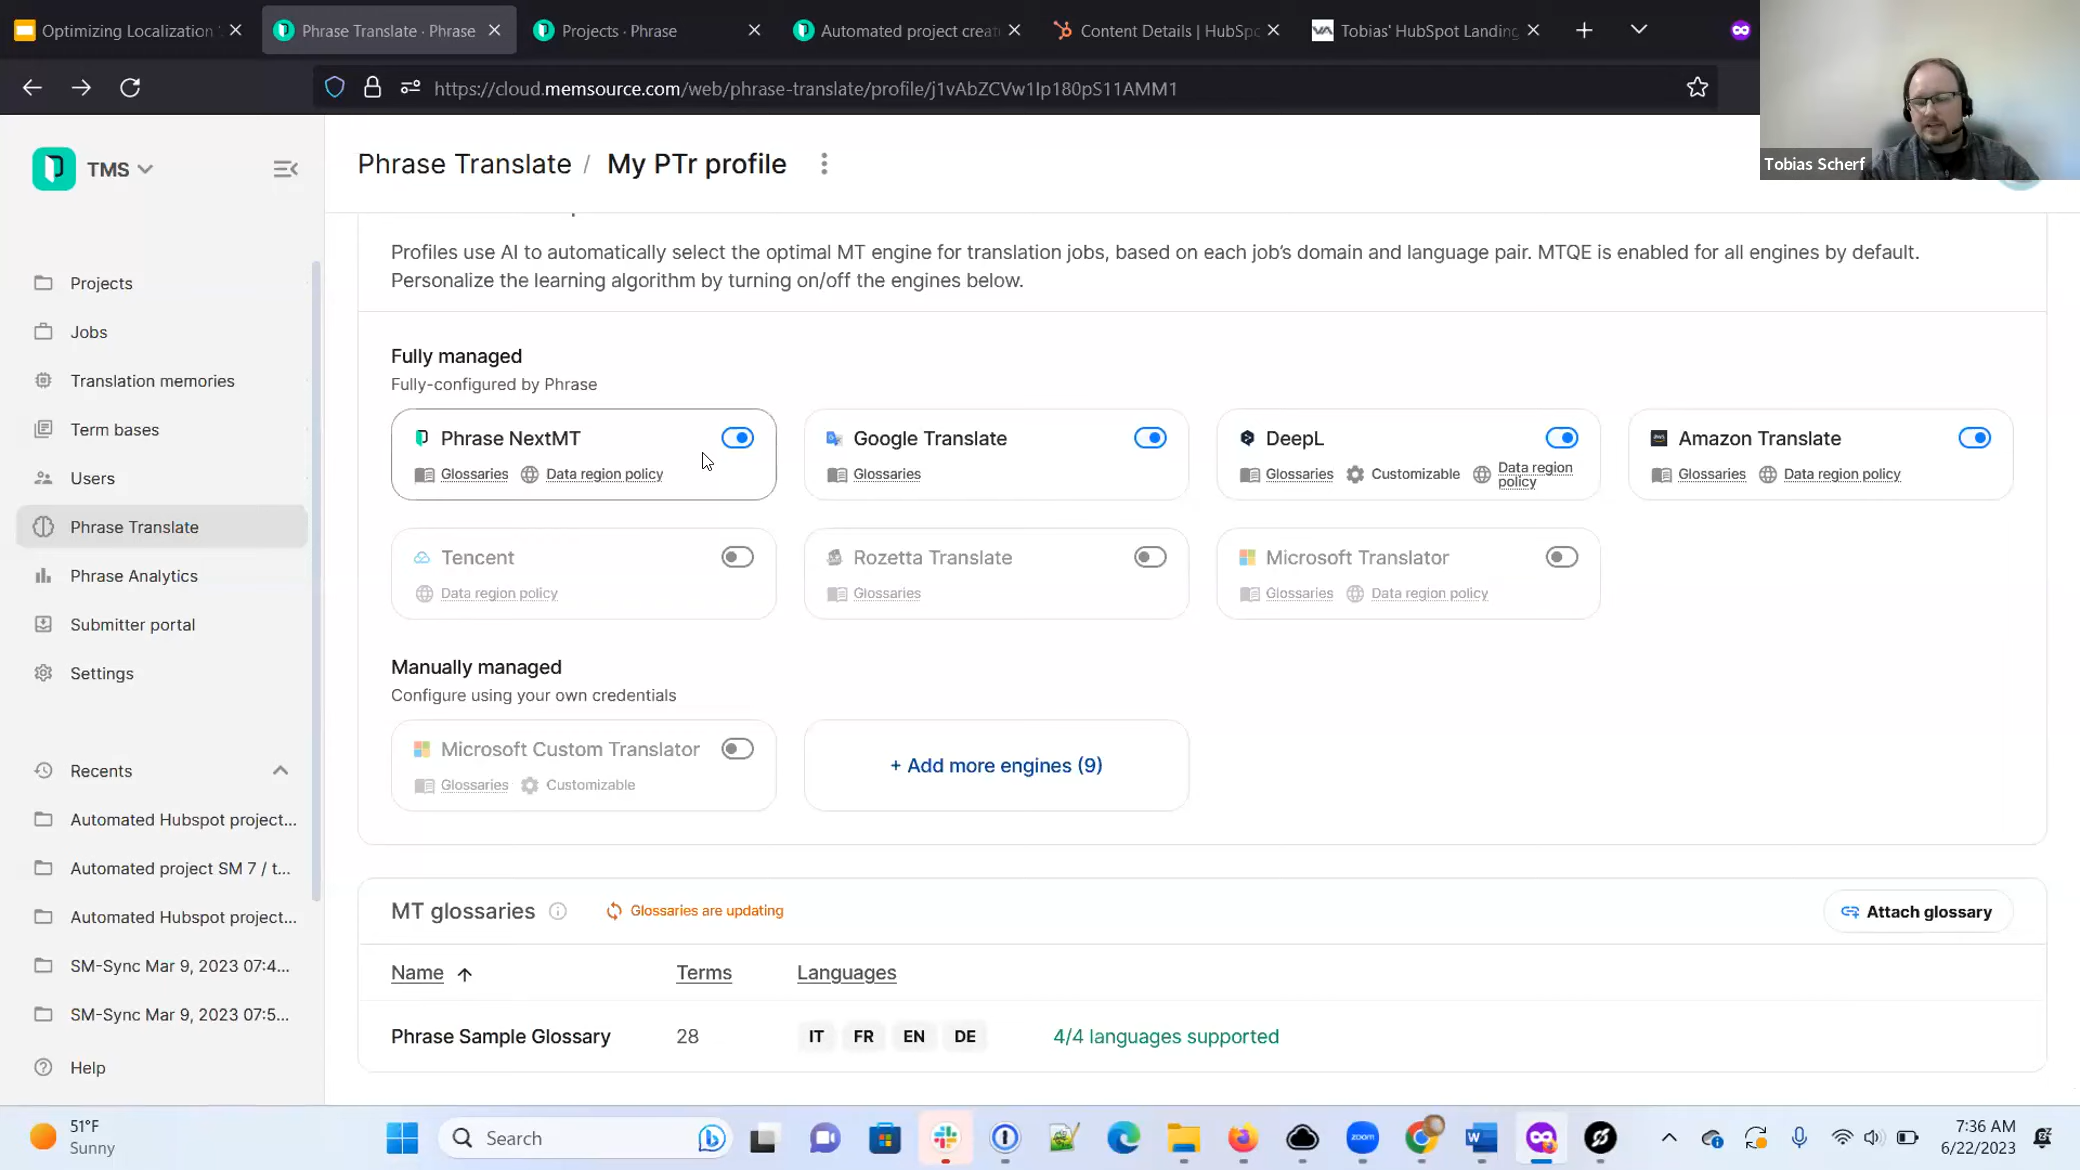 Optimizing Localization
Phrase Translate · Phrase
Projects · Phrase
Automated project creat
Content Details | HubSpo
Tobias' HubSpot Landing
https://cloud.memsource.com/web/phrase-translate/profile/j1vAbZCVw1Ip180pS11AMM1
Tobias Scherf
TMS
Projects
Jobs
Translation memories
Term bases
Users
Phrase Translate
Phrase Analytics
Submitter portal
Settings
Recents
Automated Hubspot project...
Automated project SM 7 / t...
Automated Hubspot project...
SM-Sync Mar 9, 2023 07:4...
SM-Sync Mar 9, 2023 07:5...
Help
Phrase Translate / My PTr profile
Profiles use AI to automatically select the optimal MT engine for translation jobs, based on each job's domain and language pair. MTQE is enabled for all engines by default.
Personalize the learning algorithm by turning on/off the engines below.
Fully managed
Fully-configured by Phrase
Phrase NextMT
Glossaries Data region policy
Google Translate
Glossaries
DeepL
Glossaries Customizable Data region policy
Amazon Translate
Glossaries Data region policy
Tencent
Data region policy
Rozetta Translate
Glossaries
Microsoft Translator
Glossaries Data region policy
Manually managed
Configure using your own credentials
Microsoft Custom Translator
Glossaries Customizable
+ Add more engines (9)
MT glossaries Glossaries are updating
Attach glossary
Name Terms Languages
Phrase Sample Glossary 28 IT FR EN DE 4/4 languages supported
51°F
Sunny
Search
zoom
7:36 AM
6/22/2023